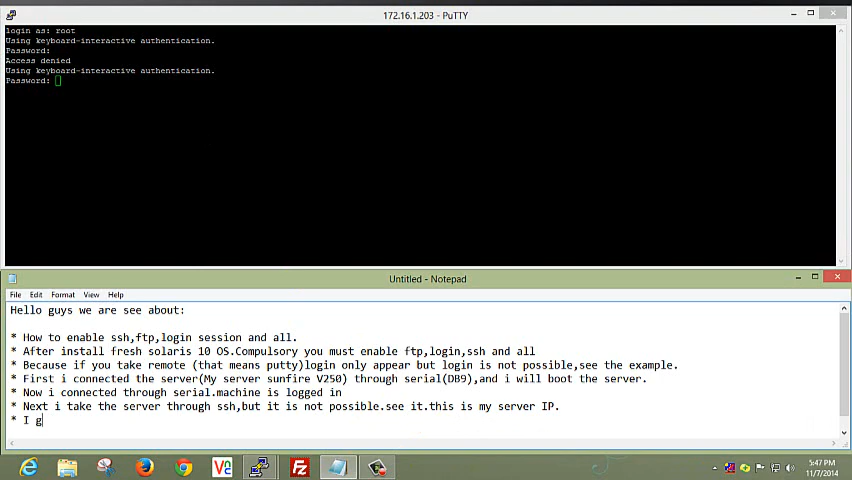 172.16.1.203 - PuTTY
login as: root
Using keyboard-interactive authentication.
Password:
Access denied
Using keyboard-interactive authentication.
Password:
Untitled - Notepad
File Edit Format View Help
Hello guys we are see about:
* How to enable ssh,ftp,login session and all.
* After install fresh solaris 10 OS.Compulsory you must enable ftp,login,ssh and all
* Because if you take remote (that means putty)login only appear but login is not possible,see the example.
* First i connected the server(My server sunfire V250) through serial(DB9),and i will boot the server.
* Now i connected through serial.machine is logged in
* Next i take the server through ssh,but it is not possible.see it.this is my server IP.
* I g
5:47 PM
11/7/2014